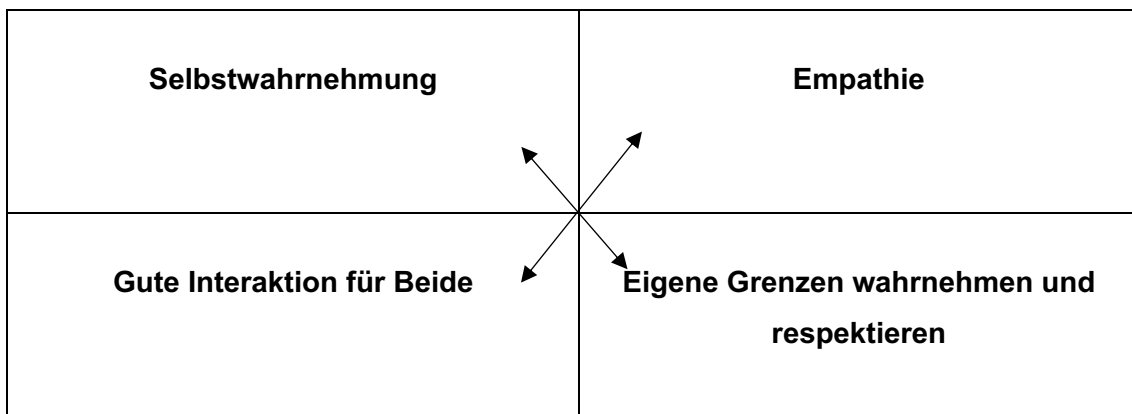 Selbstwahrnehmung
Empathie
Gute Interaktion für Beide
Eigene Grenzen wahrnehmen und
respektieren